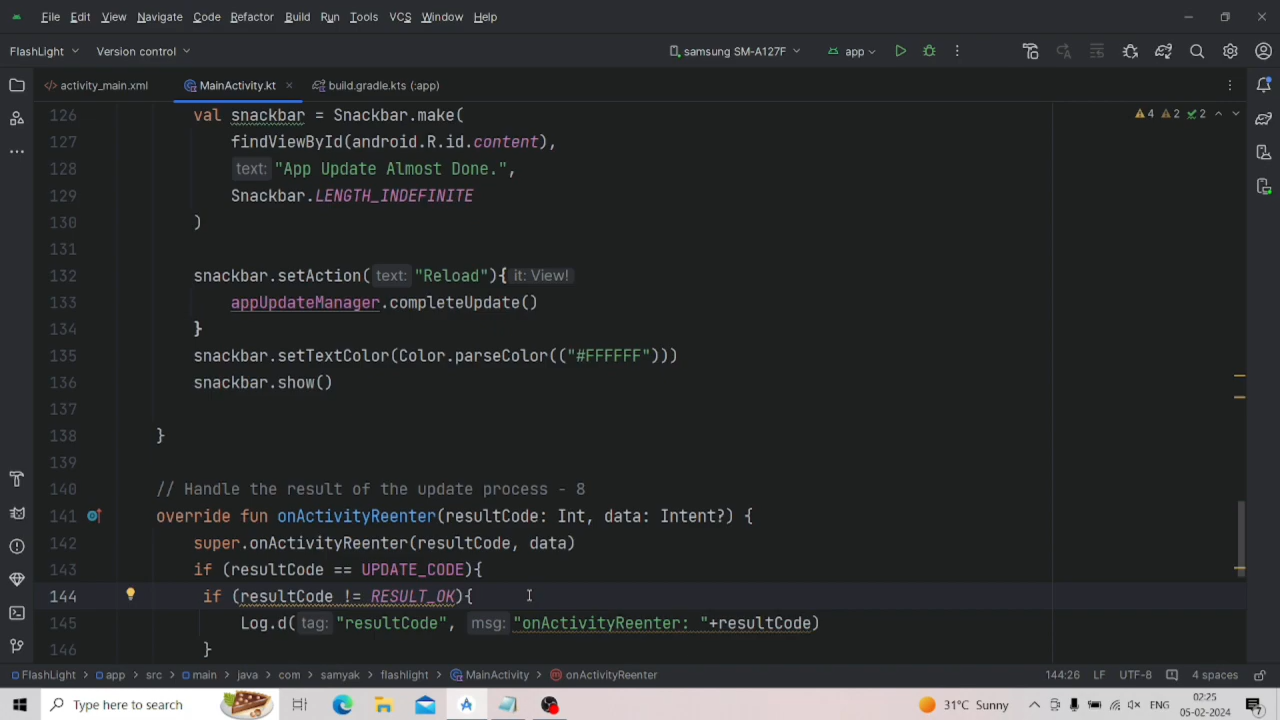 File Edit View Navigate Code Refactor Build Run Tools VCS Window Help
FlashLight Version control samsung SM-A127F app
activity_main.xml MainActivity.kt build.gradle.kts (:app)
126 val snackbar = Snackbar.make( 4 2 2
127 findViewById(android.R.id.content),
128 text: "App Update Almost Done.",
129 Snackbar.LENGTH_INDEFINITE
130 )
131
132 snackbar.setAction( text: "Reload"){ it: View!
133 appUpdateManager.completeUpdate()
134 }
135 snackbar.setTextColor(Color.parseColor(("#FFFFFF")))
136 snackbar.show()
137
138 }
139
140 // Handle the result of the update process - 8
141 override fun onActivityReenter(resultCode: Int, data: Intent?) {
142 super.onActivityReenter(resultCode, data)
143 if (resultCode == UPDATE_CODE){
144 if (resultCode != RESULT_OK){
145 Log.d( tag: "resultCode", msg: "onActivityReenter: "+resultCode)
146 }
FlashLight > app > src > main > java > com > samyak > flashlight > MainActivity > onActivityReenter 144:26 LF UTF-8 4 spaces
Type here to search 31°C Sunny ENG 02:25
05-02-2024 7